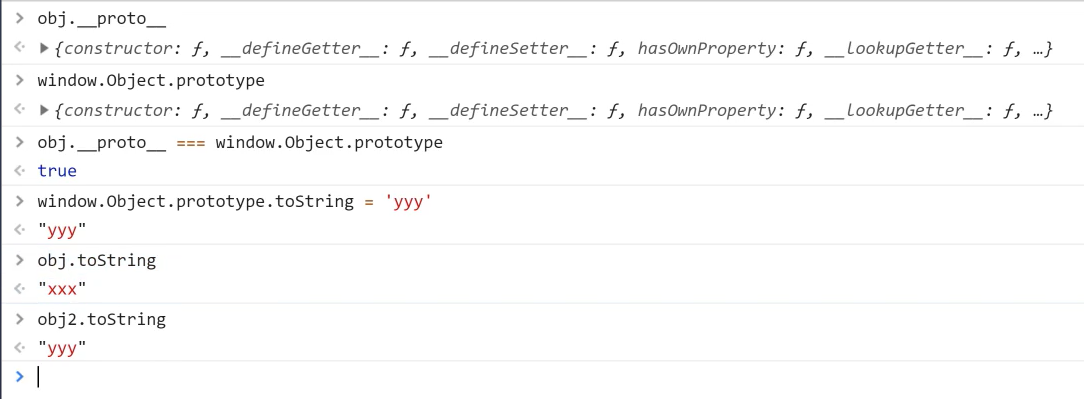 > obj.__proto__
<· ▶{constructor: ƒ, __defineGetter__: ƒ, __defineSetter__: ƒ, hasOwnProperty: ƒ, __lookupGetter__: ƒ, …}
> window.Object.prototype
<· ▶{constructor: ƒ, __defineGetter__: ƒ, __defineSetter__: ƒ, hasOwnProperty: ƒ, __lookupGetter__: ƒ, …}
> obj.__proto__ === window.Object.prototype
<· true
> window.Object.prototype.toString = 'yyy'
<· "yyy"
> obj.toString
<· "xxx"
> obj2.toString
<· "yyy"
>